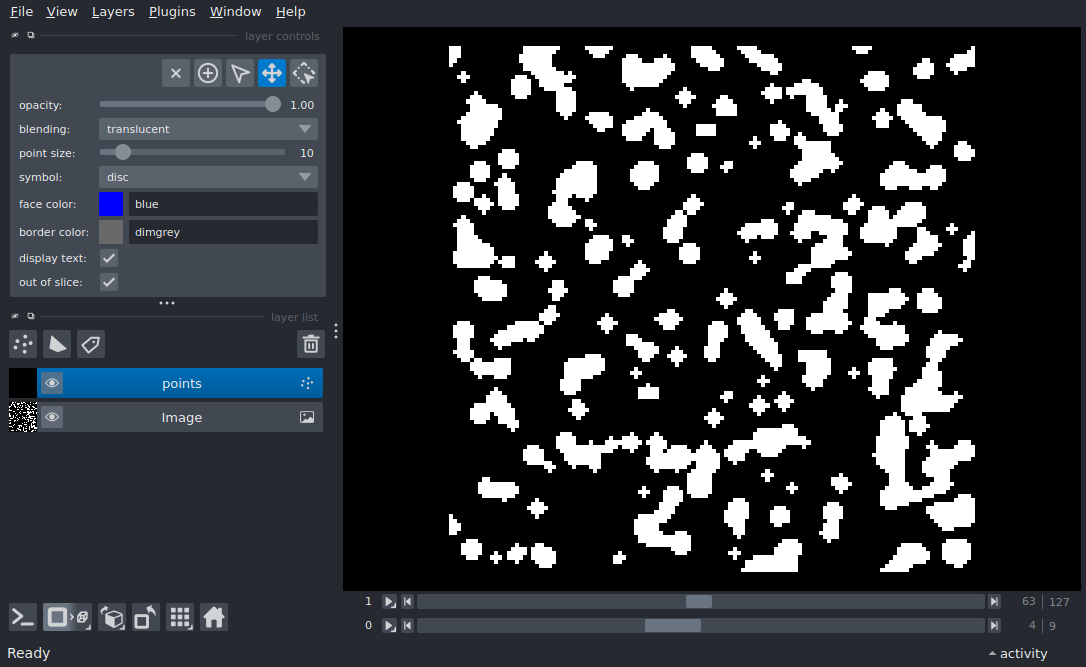 File View Layers Plugins Window Help
layer controls
opacity: 1.00
blending: translucent
point size: 10
symbol: disc
face color: blue
border color: dimgrey
display text:
out of slice:
layer list
points
Image
1 63 127
0 4 9
Ready activity